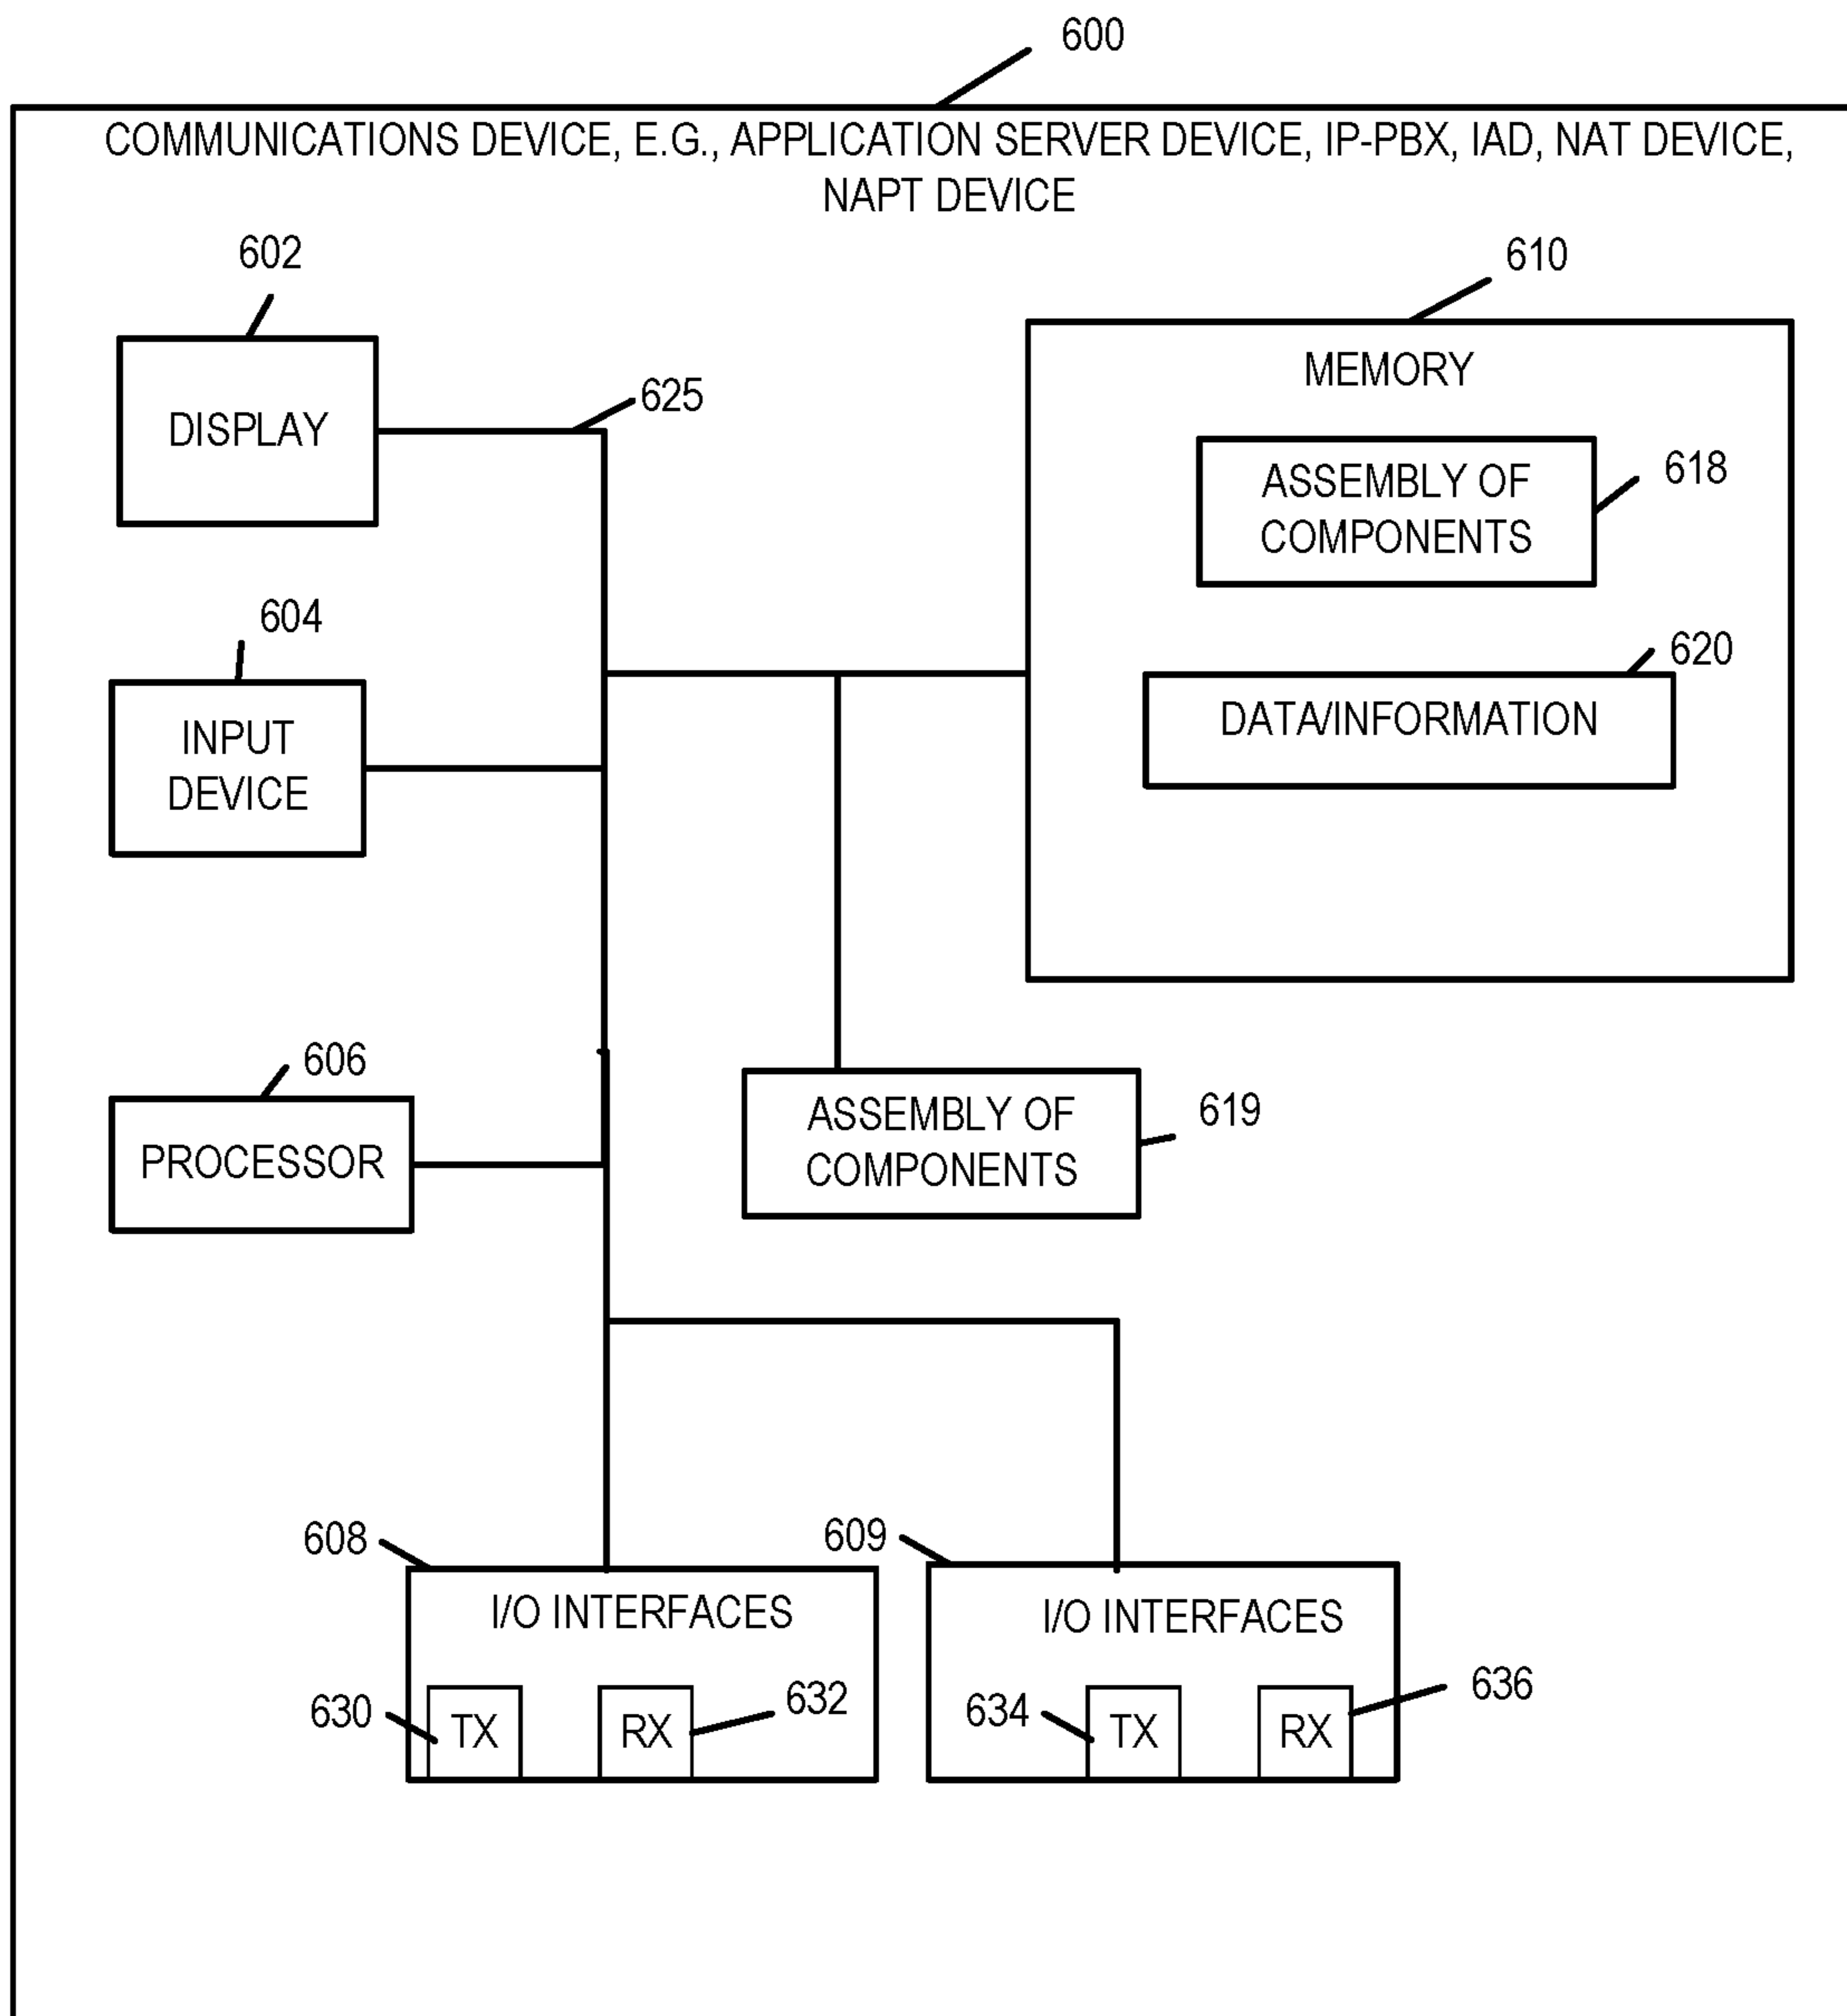 600
COMMUNICATIONS DEVICE, E.G., APPLICATION SERVER DEVICE, IP-PBX, IAD, NAT DEVICE,
NAPT DEVICE
602
610
DISPLAY
625
MEMORY
ASSEMBLY OF
COMPONENTS
618
604
INPUT
DEVICE
620
DATA/INFORMATION
606
PROCESSOR
ASSEMBLY OF
COMPONENTS
619
608
I/O INTERFACES
630
TX
RX
632
609
I/O INTERFACES
634
TX
RX
636